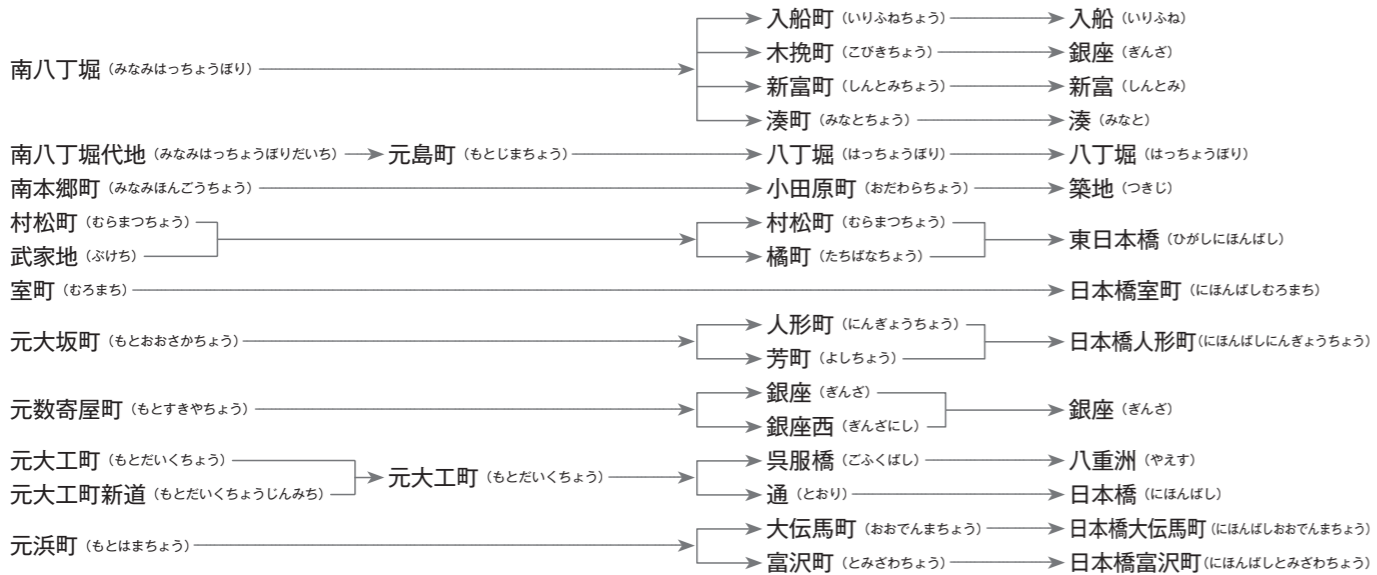 入船町（いりふねちょう） 入船（いりふね）
木挽町（こびきちょう） 銀座（ぎんざ）
南八丁堀（みなみはっちょうぼり）
新富町（しんとみちょう） 新富（しんとみ）
湊町（みなとちょう） 湊（みなと）
南八丁堀代地（みなみはっちょうぼりだいち） 元島町（もとじまちょう） 八丁堀（はっちょうぼり） 八丁堀（はっちょうぼり）
南本郷町（みなみほんごうちょう） 小田原町（おだわらちょう） 築地（つきじ）
村松町（むらまつちょう） 村松町（むらまつちょう）
東日本橋（ひがしにほんばし）
武家地（ぶけち） 橘町（たちばなちょう）
室町（むろまち） 日本橋室町（にほんばしむろまち）
人形町（にんぎょうちょう）
元大坂町（もとおおさかちょう） 日本橋人形町（にほんばしにんぎょうちょう）
芳町（よしちょう）
銀座（ぎんざ）
元数寄屋町（もとすきやちょう） 銀座（ぎんざ）
銀座西（ぎんざにし）
元大工町（もとだいくちょう） 呉服橋（ごふくばし） 八重洲（やえす）
元大工町（もとだいくちょう）
元大工町新道（もとだいくちょうじんみち） 通（とおり） 日本橋（にほんばし）
大伝馬町（おおでんまちょう） 日本橋大伝馬町（にほんばしおおでんまちょう）
元浜町（もとはまちょう）
富沢町（とみざわちょう） 日本橋富沢町（にほんばしとみざわちょう）